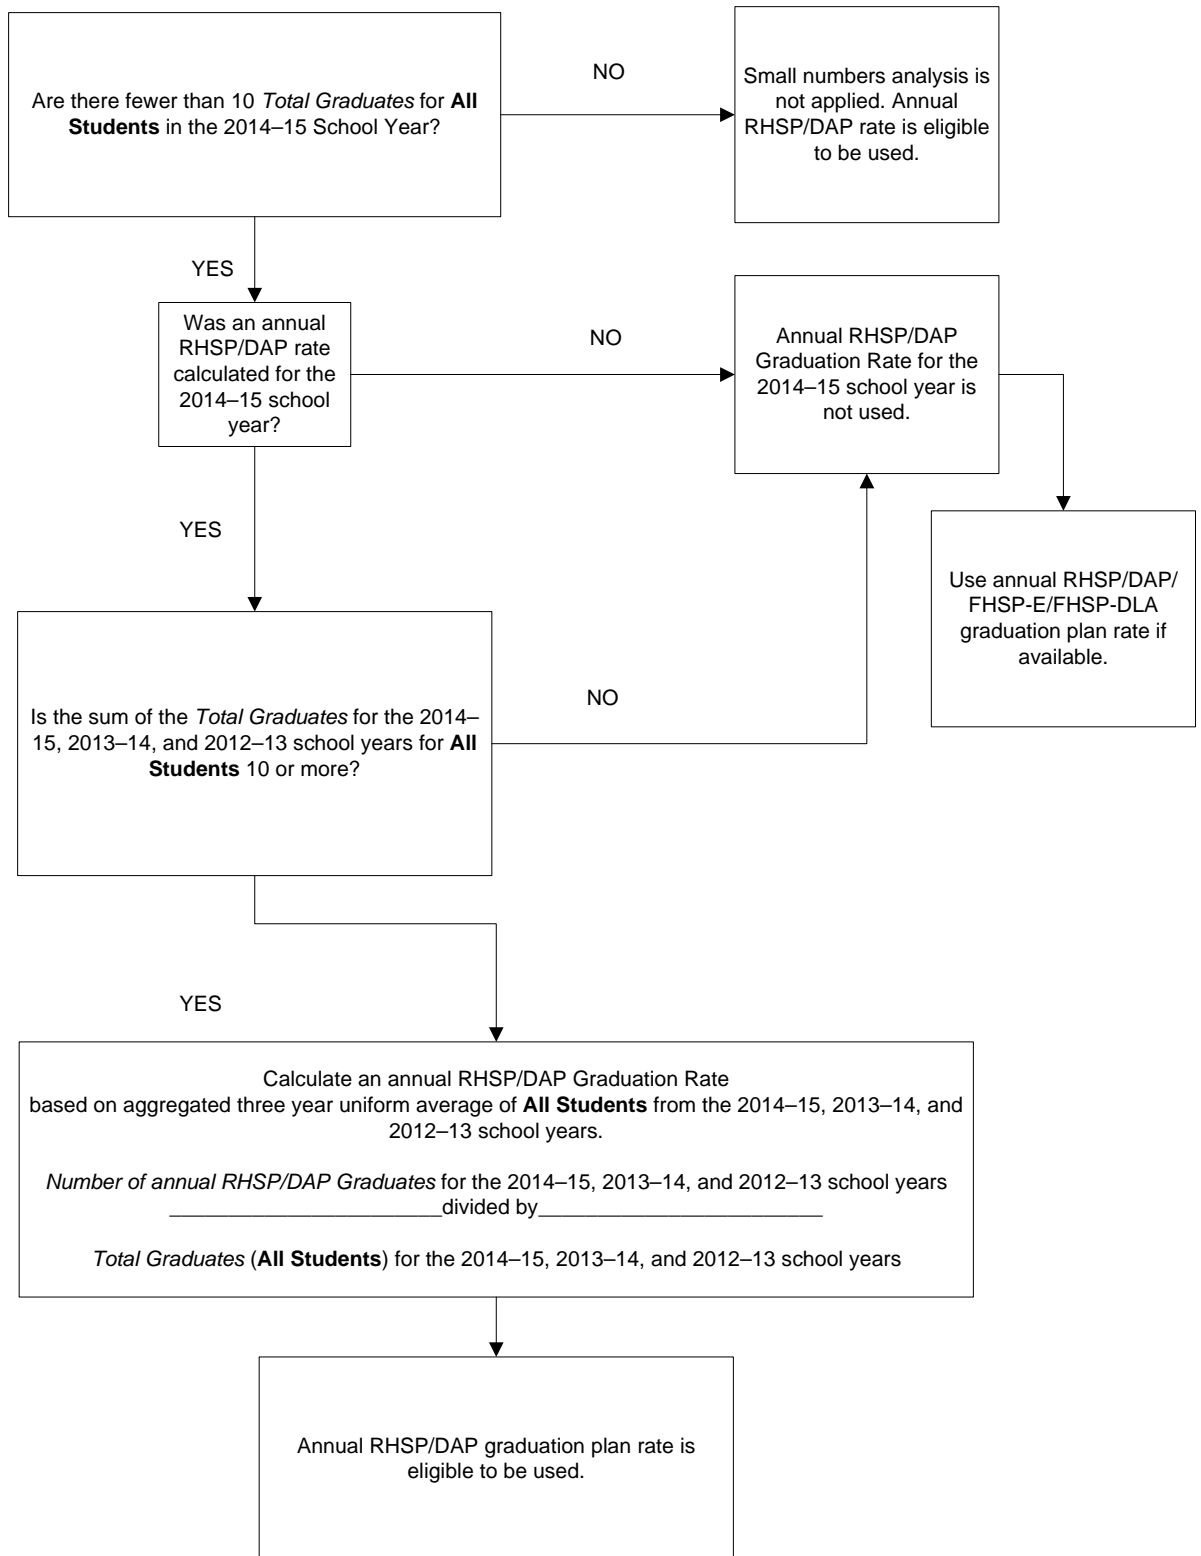 Are there fewer than 10 Total Graduates for All
Students in the 2014–15 School Year?
NO
Small numbers analysis is
not applied. Annual
RHSP/DAP rate is eligible
to be used.
YES
Was an annual
RHSP/DAP rate
calculated for the
2014–15 school
year?
NO
Annual RHSP/DAP
Graduation Rate for the
2014–15 school year is
not used.
YES
Use annual RHSP/DAP/
FHSP-E/FHSP-DLA
graduation plan rate if
available.
Is the sum of the Total Graduates for the 2014–
15, 2013–14, and 2012–13 school years for All
Students 10 or more?
NO
YES
Calculate an annual RHSP/DAP Graduation Rate
based on aggregated three year uniform average of All Students from the 2014–15, 2013–14, and
2012–13 school years.
Number of annual RHSP/DAP Graduates for the 2014–15, 2013–14, and 2012–13 school years
_______________________divided by________________________
Total Graduates (All Students) for the 2014–15, 2013–14, and 2012–13 school years
Annual RHSP/DAP graduation plan rate is
eligible to be used.